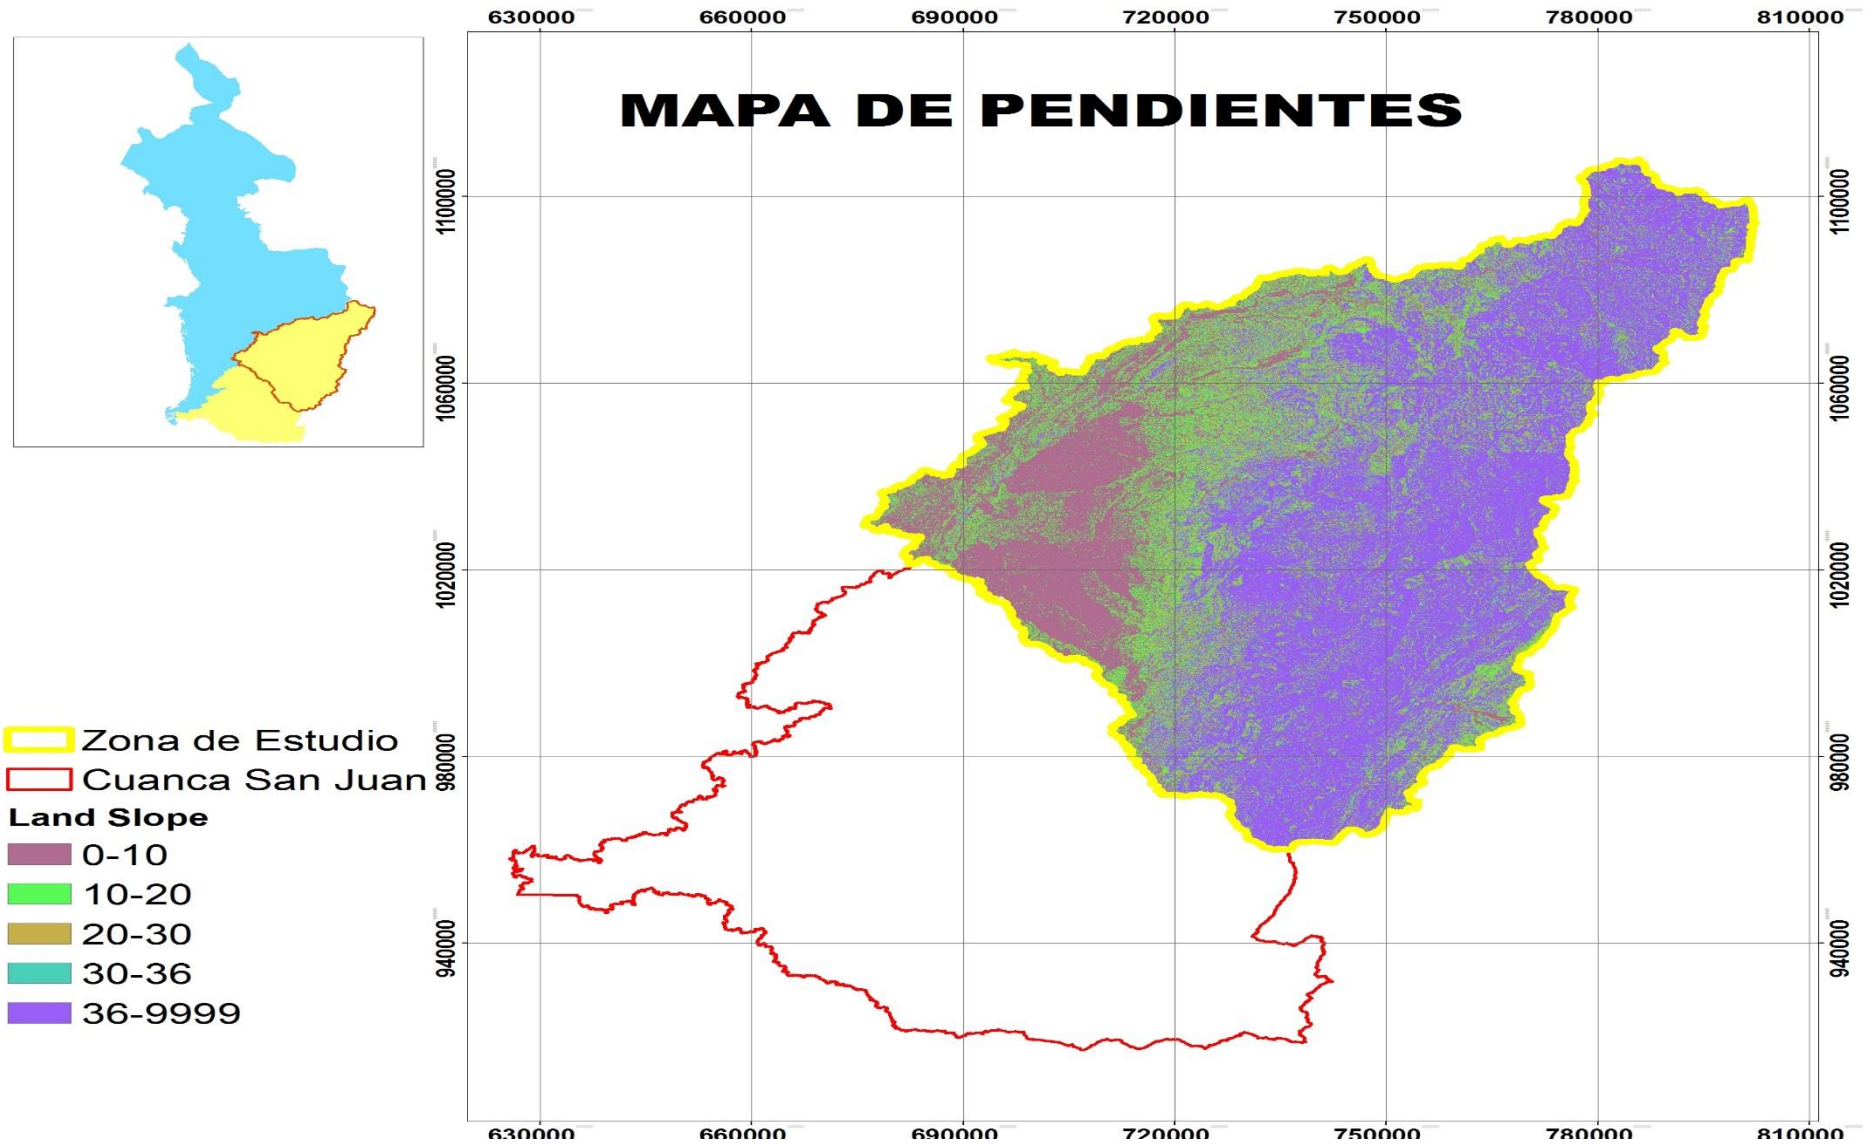 630000 660000 690000 720000 750000 780000 810000
MAPA DE PENDIENTES
1100000 1100000
1060000 1060000
1020000 1020000
980000 980000
940000 940000
Zona de Estudio
Cuanca San Juan
Land Slope
0-10
10-20
20-30
30-36
36-9999
630000 660000 690000 720000 750000 780000 810000